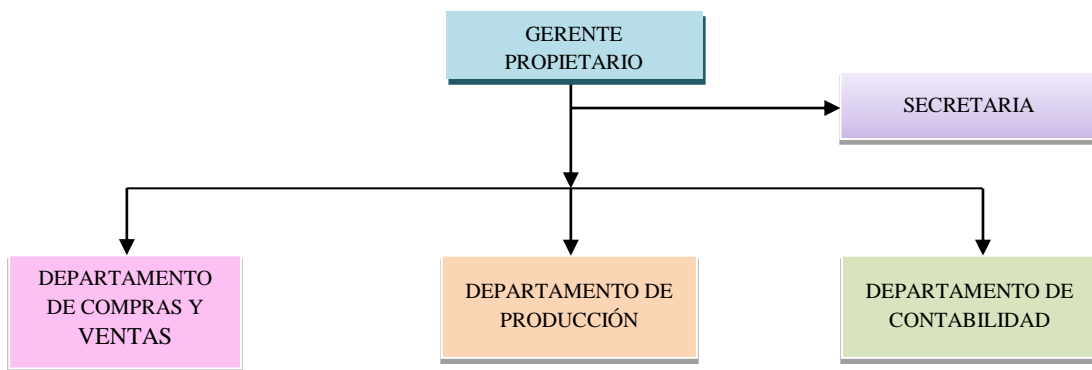 GERENTE
PROPIETARIO
SECRETARIA
DEPARTAMENTO
DE COMPRAS Y
VENTAS
DEPARTAMENTO DE
PRODUCCIÓN
DEPARTAMENTO DE
CONTABILIDAD